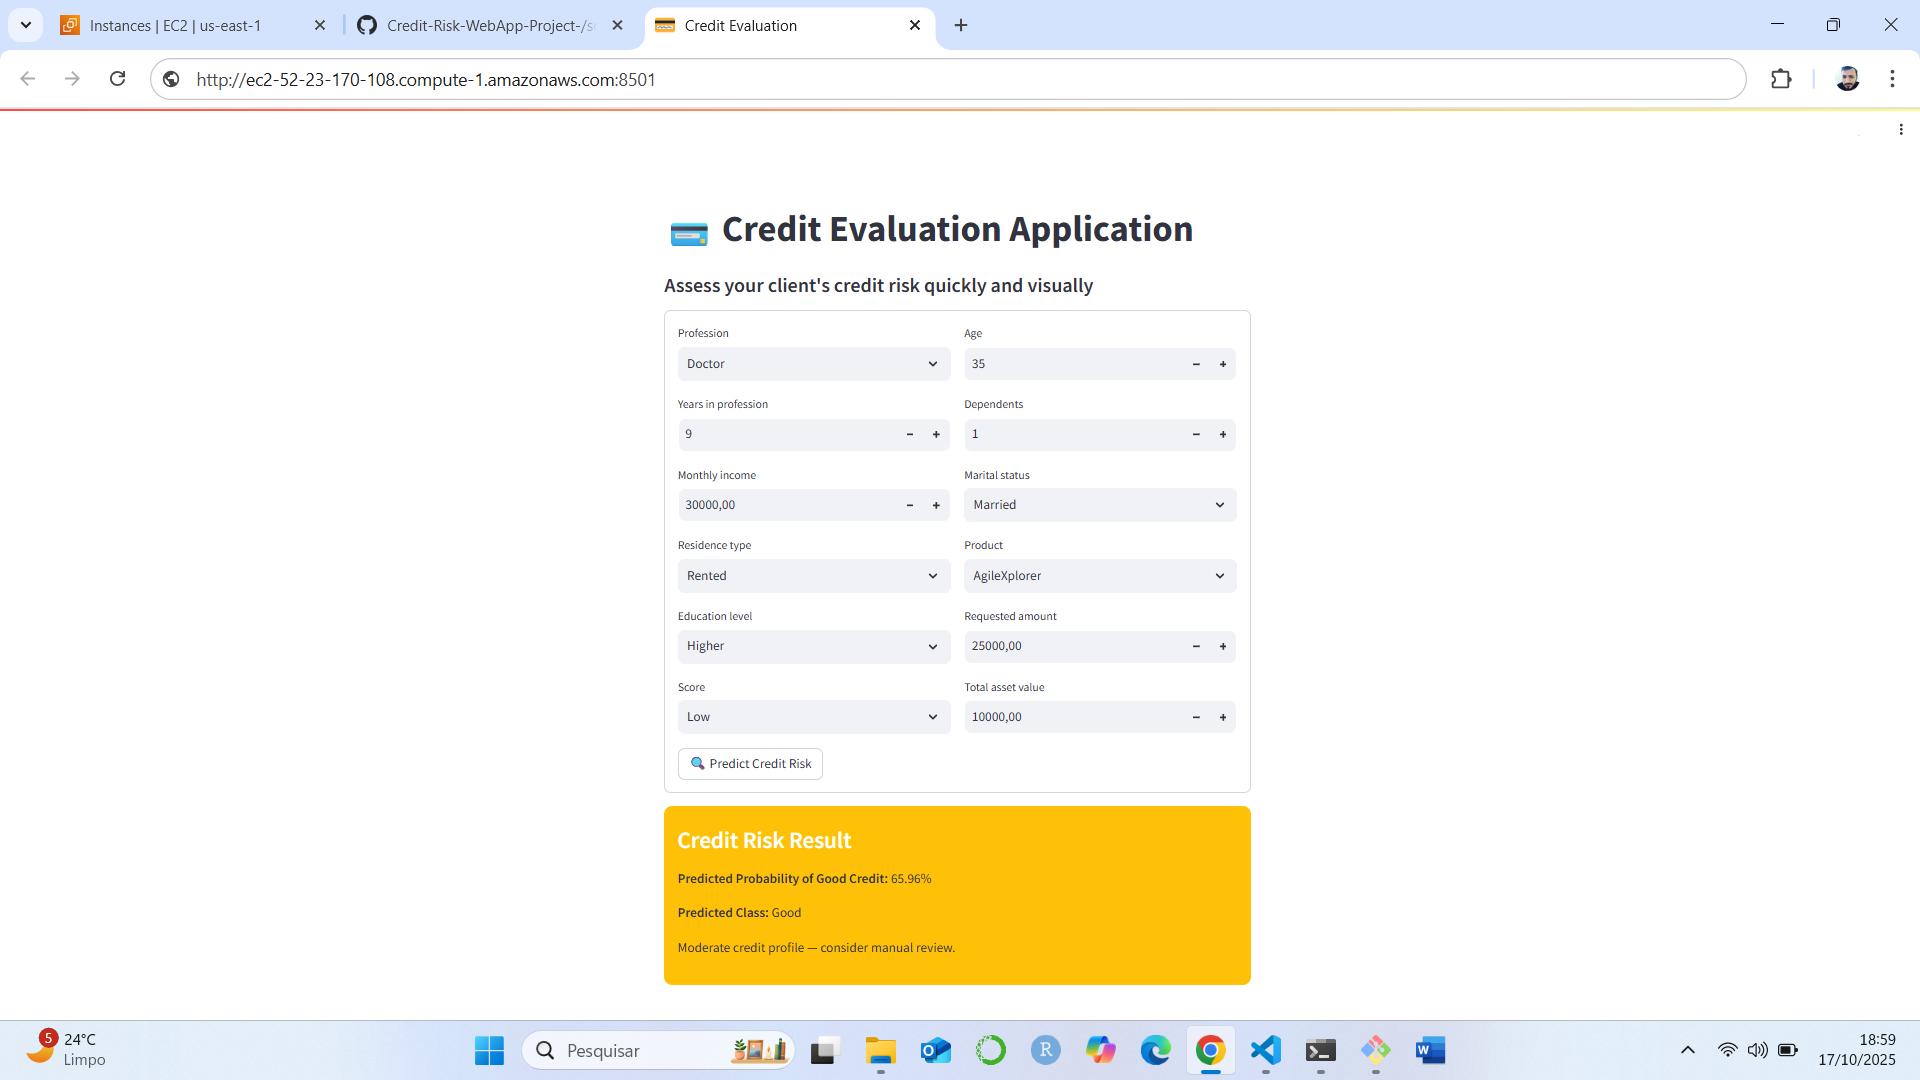 Instances | EC2 | us-east-1
Credit-Risk-WebApp-Project-/s
Credit Evaluation
http://ec2-52-23-170-108.compute-1.amazonaws.com:8501
Credit Evaluation Application
Assess your client's credit risk quickly and visually
Profession
Age
Doctor
35
Years in profession
Dependents
9
1
Monthly income
Marital status
30000,00
Married
Residence type
Product
Rented
AgileXplorer
Education level
Requested amount
Higher
25000,00
Score
Total asset value
Low
10000,00
Predict Credit Risk
Credit Risk Result
Predicted Probability of Good Credit: 65.96%
Predicted Class: Good
Moderate credit profile — consider manual review.
5
24°C
Limpo
Pesquisar
R
W
18:59
17/10/2025